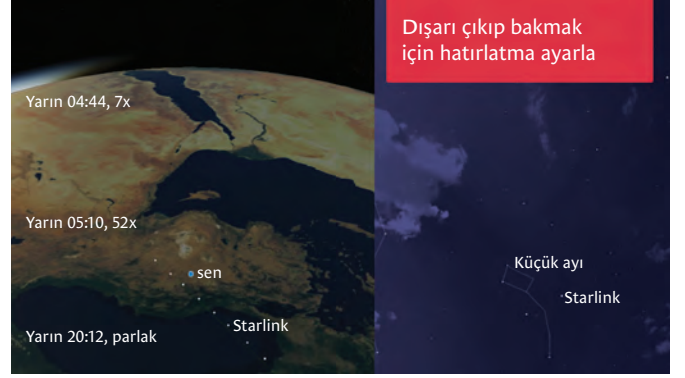 Dışarı çıkıp bakmak
için hatırlatma ayarla
Yarın 04:44, 7x
Yarın 05:10, 52x
sen
Starlink
Yarın 20:12, parlak
Küçük ayı
Starlink